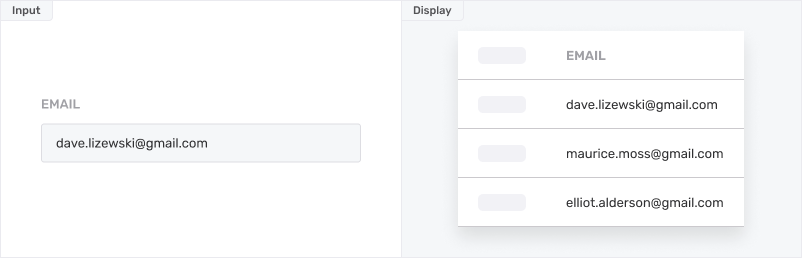 Input
EMAIL
dave.lizewski@gmail.com
Display
EMAIL
dave.lizewski@gmail.com
maurice.moss@gmail.com
elliot.alderson@gmail.com